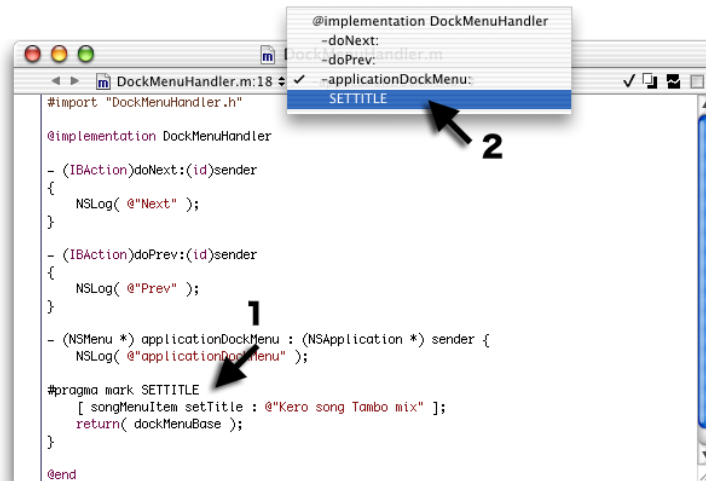 @implementation DockMenuHandler
-doNext:
-doPrev:
✓ -applicationDockMenu:
SETTITLE
DockMenuHandler.m
DockMenuHandler.m:18
2
#import "DockMenuHandler.h"
@implementation DockMenuHandler
- (IBAction)doNext:(id)sender
{
NSLog( @"Next" );
}
- (IBAction)doPrev:(id)sender
{
NSLog( @"Prev" );
}
1
- (NSMenu *) applicationDockMenu : (NSApplication *) sender {
NSLog( @"applicationDockMenu" );
#pragma mark SETTITLE
[ songMenuItem setTitle : @"Kero song Tambo mix" ];
return( dockMenuBase );
}
@end